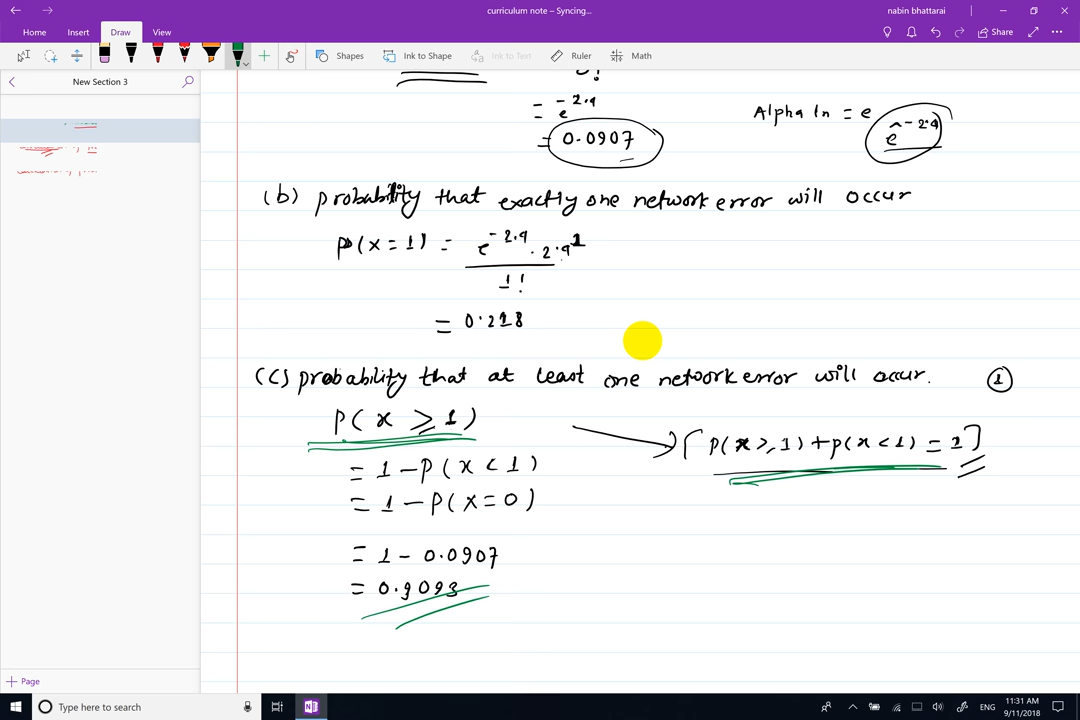 curriculum note – Syncing...
nabin bhattarai
Home Insert Draw View
Share
Shapes Ink to Shape Ink to Text Ruler Math
New Section 3
= e^-2.4
= 0.0907
Alpha ln = e
e^-2.4
(b) probability that exactly one network error will occur
P(x = 1) = e^-2.4 . 2.4^1
1!
= 0.218
(c) probability that at least one network error will occur. ①
P(x ≥ 1)
[P(x ≥ 1) + P(x < 1) = 1]
= 1 – P(x < 1)
= 1 – P(x = 0)
= 1 – 0.0907
= 0.9093
+ Page
Type here to search
ENG
11:31 AM
9/11/2018